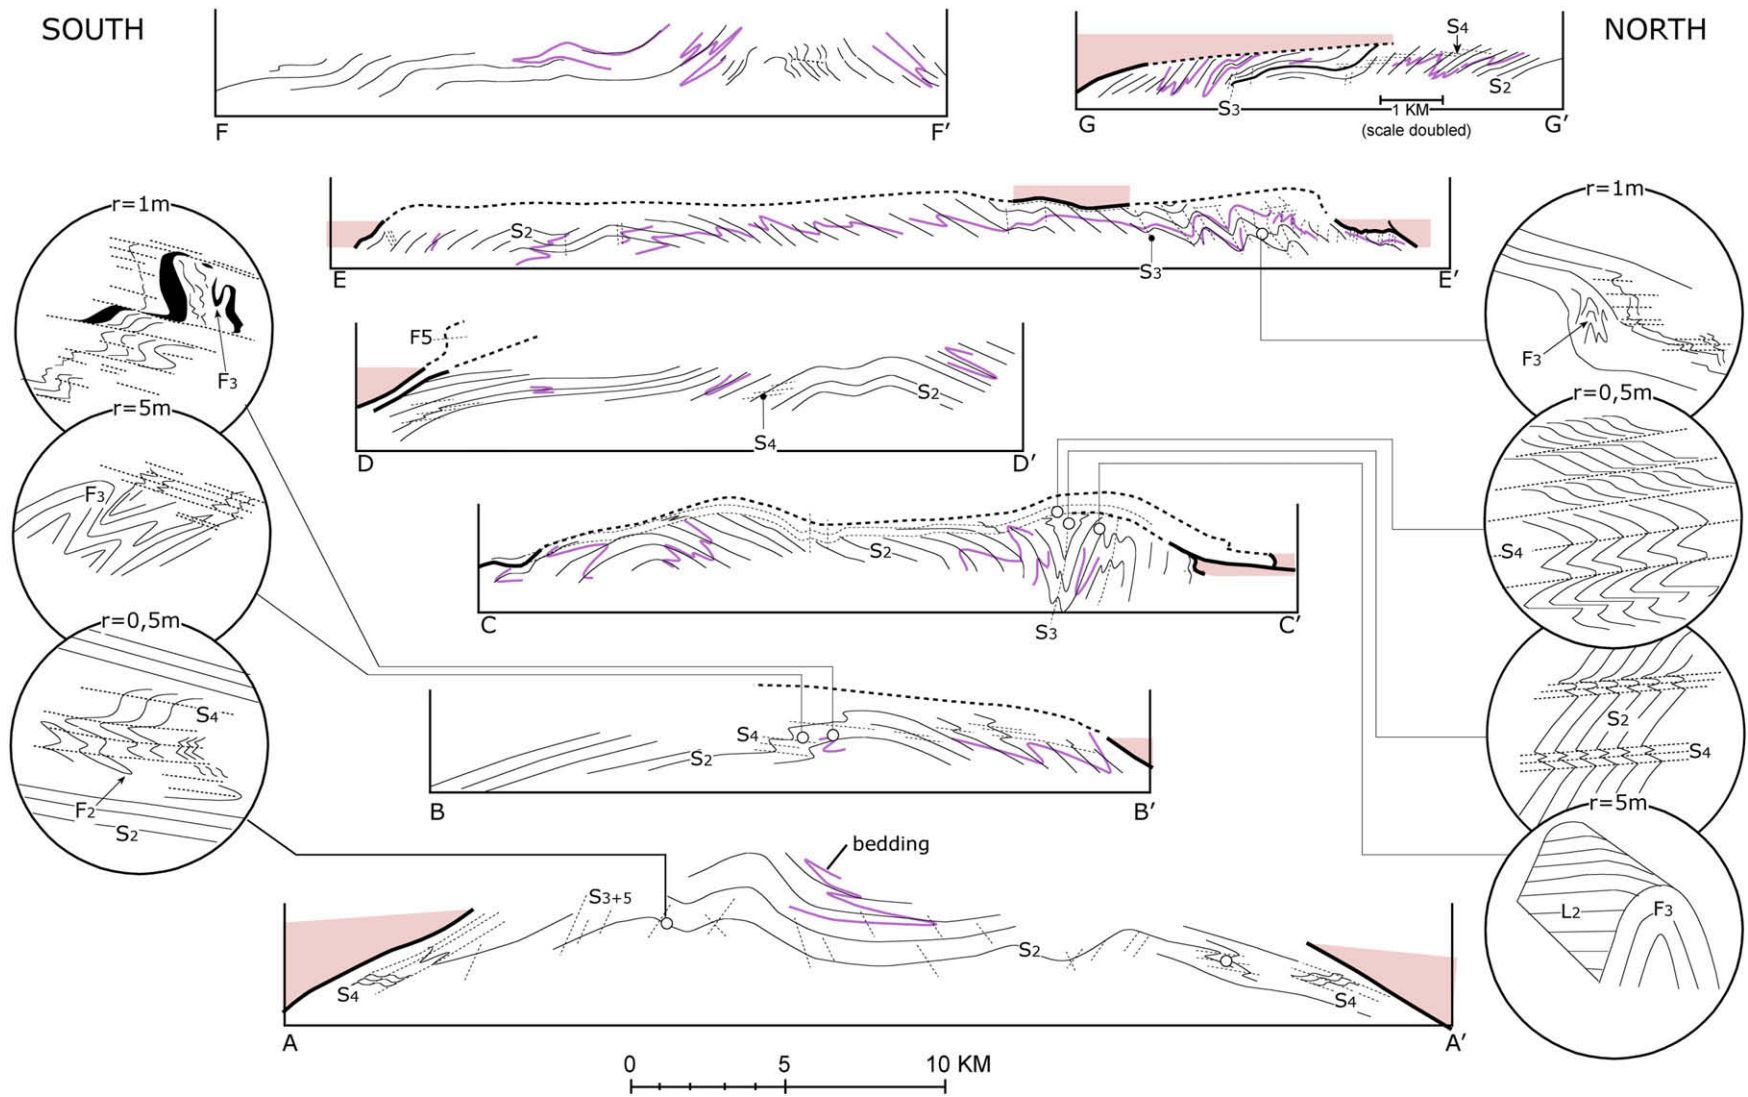 SOUTH
NORTH
F
F′
S4
S2
S3
G
1 KM
(scale doubled)
G′
r=1m
F3
S2
E
S3
E′
r=1m
F3
F5
S2
S4
D
D′
r=5m
F3
r=0,5m
S4
S2
C
S3
C′
r=0,5m
S4
F2
S2
S4
S2
B
B′
S2
S4
r=5m
L2
F3
bedding
S3+5
S2
S4
S4
A
A′
0
5
10 KM